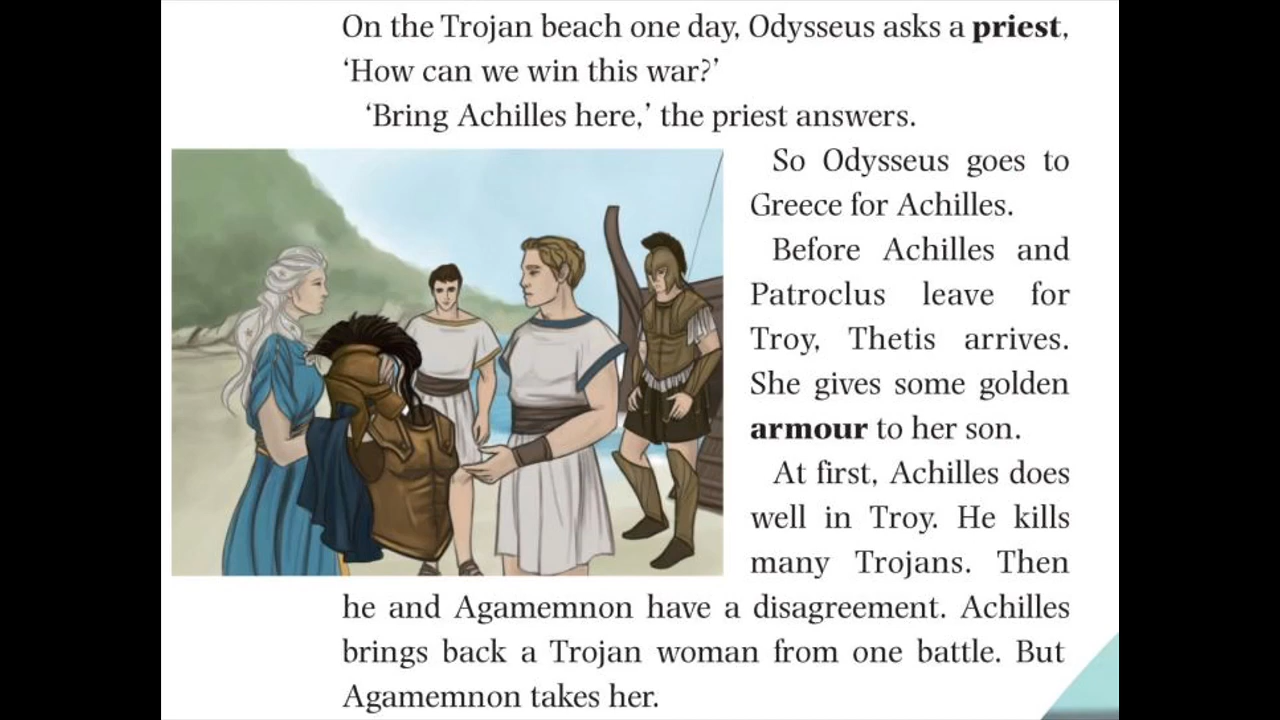 On the Trojan beach one day, Odysseus asks a priest,
‘How can we win this war?’
‘Bring Achilles here,’ the priest answers.
So Odysseus goes to
Greece for Achilles.
Before Achilles and
Patroclus leave for
Troy, Thetis arrives.
She gives some golden
armour to her son.
At first, Achilles does
well in Troy. He kills
many Trojans. Then
he and Agamemnon have a disagreement. Achilles
brings back a Trojan woman from one battle. But
Agamemnon takes her.